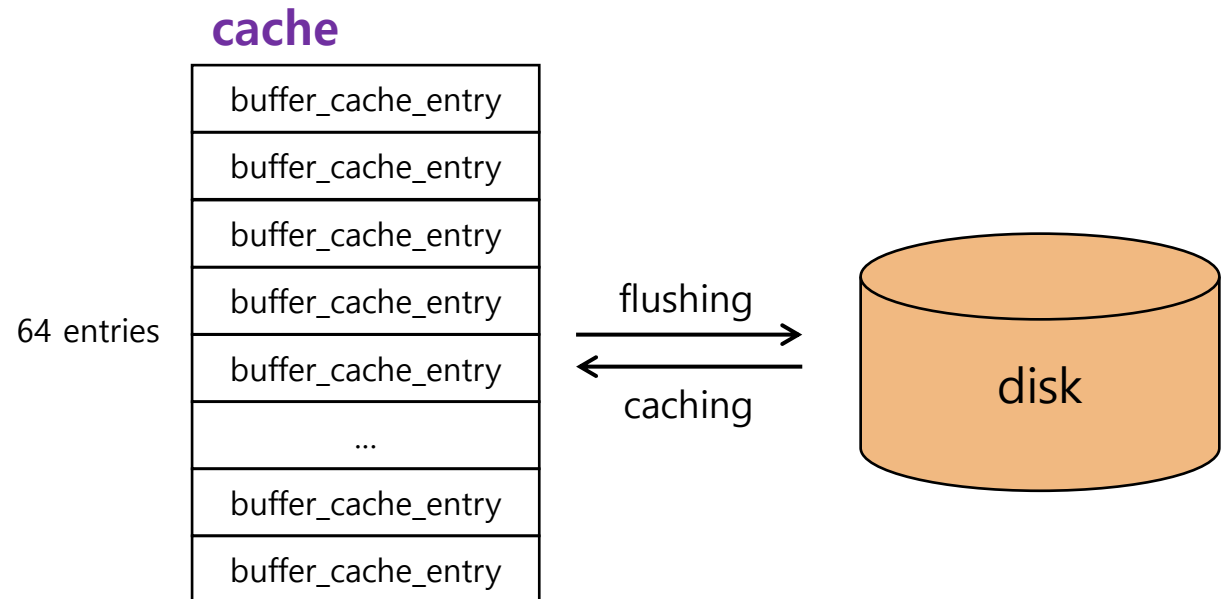 cache
buffer_cache_entry
buffer_cache_entry
buffer_cache_entry
buffer_cache_entry
buffer_cache_entry
...
buffer_cache_entry
buffer_cache_entry
64 entries
flushing
caching
disk